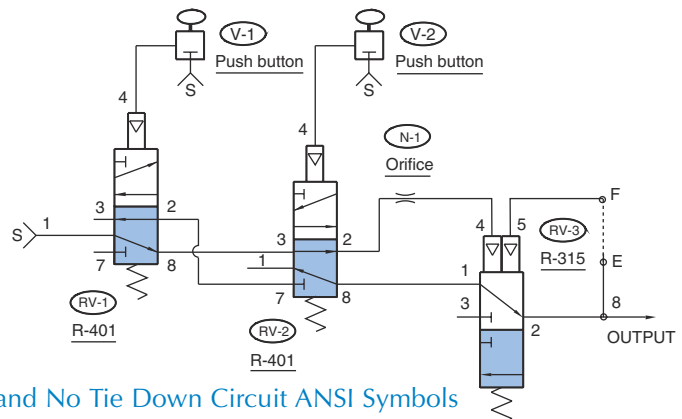 V-1
Push button
S
4
V-2
Push button
S
4
N-1
Orifice
S
1
3
2
7
8
RV-1
R-401
3
2
1
7
8
RV-2
R-401
4
5
F
RV-3
R-315
E
1
3
2
8
OUTPUT
and No Tie Down Circuit ANSI Symbols